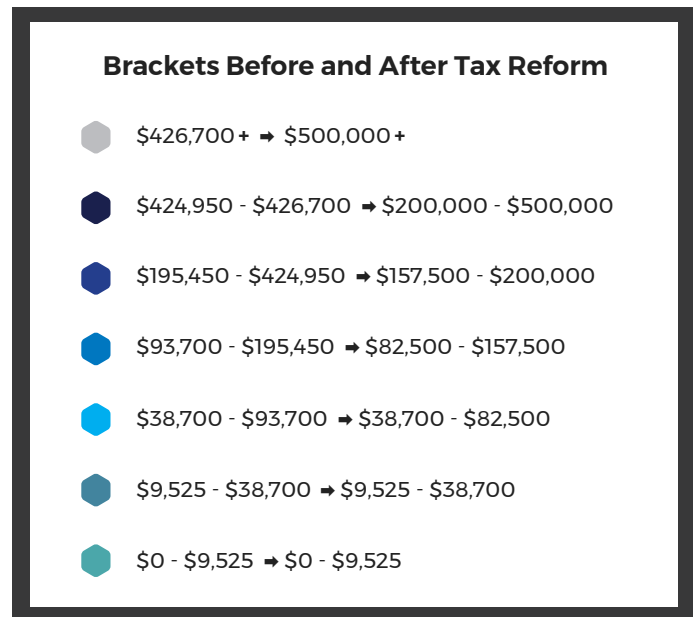 Brackets Before and After Tax Reform
$426,700+ ➡ $500,000+
$424,950 - $426,700 ➡ $200,000 - $500,000
$195,450 - $424,950 ➡ $157,500 - $200,000
$93,700 - $195,450 ➡ $82,500 - $157,500
$38,700 - $93,700 ➡ $38,700 - $82,500
$9,525 - $38,700 ➡ $9,525 - $38,700
$0 - $9,525 ➡ $0 - $9,525